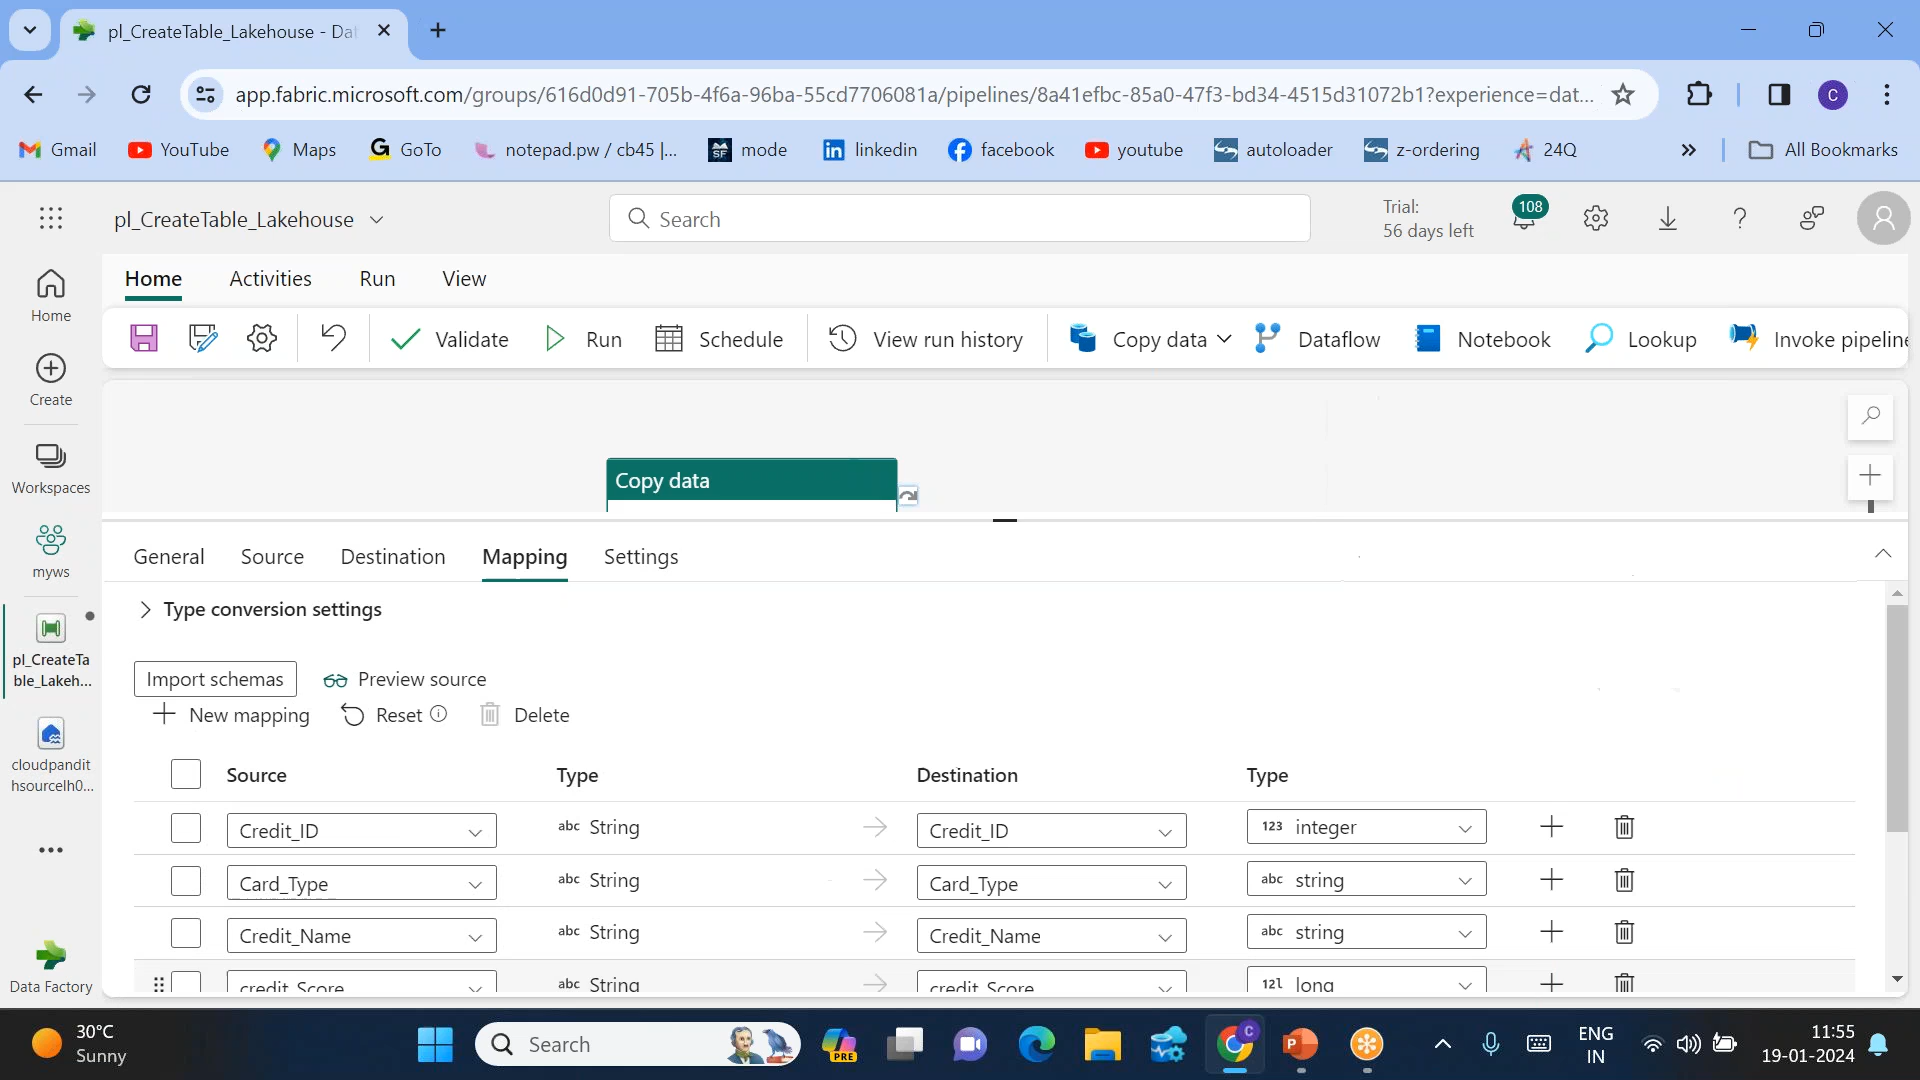 pl_CreateTable_Lakehouse - Da
app.fabric.microsoft.com/groups/616d0d91-705b-4f6a-96ba-55cd7706081a/pipelines/8a41efbc-85a0-47f3-bd34-4515d31072b1?experience=dat...
C
Gmail YouTube Maps GoTo notepad.pw / cb45 |... mode linkedin facebook youtube autoloader z-ordering 24Q » All Bookmarks
pl_CreateTable_Lakehouse
Search
Trial:
56 days left
108
Home Activities Run View
Validate Run Schedule View run history Copy data Dataflow Notebook Lookup Invoke pipeline
Home
Create
Workspaces
myws
pl_CreateTa
ble_Lakeh...
cloudpandit
hsourcelh0...
Data Factory
Copy data
General Source Destination Mapping Settings
Type conversion settings
Import schemas Preview source
New mapping Reset Delete
Source Type Destination Type
Credit_ID abc String Credit_ID 123 integer
Card_Type abc String Card_Type abc string
Credit_Name abc String Credit_Name abc string
credit_Score abc String credit_Score 12l long
30°C
Sunny
Search
PRE
C
ENG
IN
11:55
19-01-2024